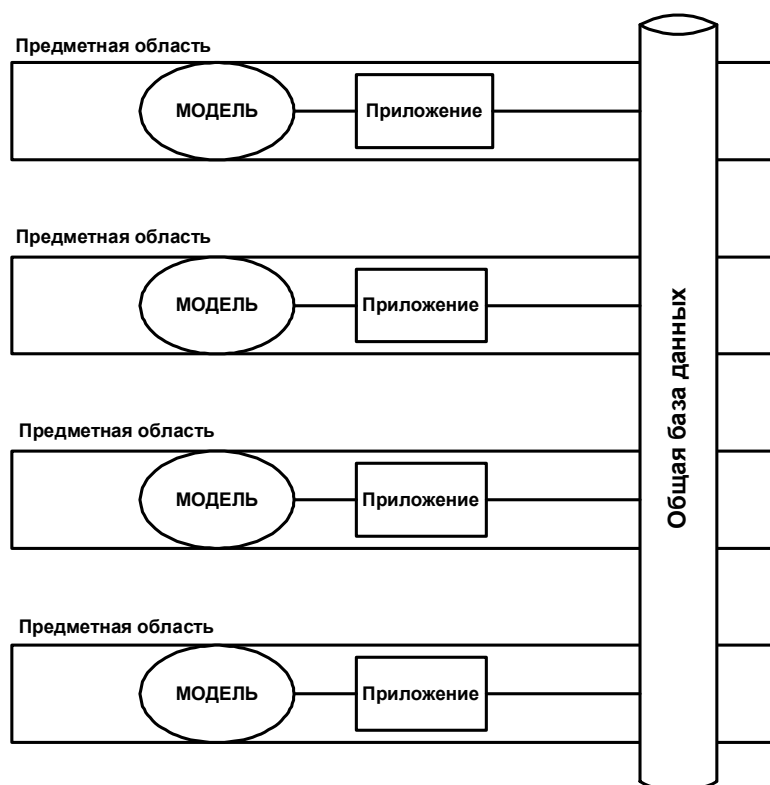 Предметная область
МОДЕЛЬ
Приложение
Предметная область
МОДЕЛЬ
Приложение
Предметная область
МОДЕЛЬ
Приложение
Предметная область
МОДЕЛЬ
Приложение
Общая база данных